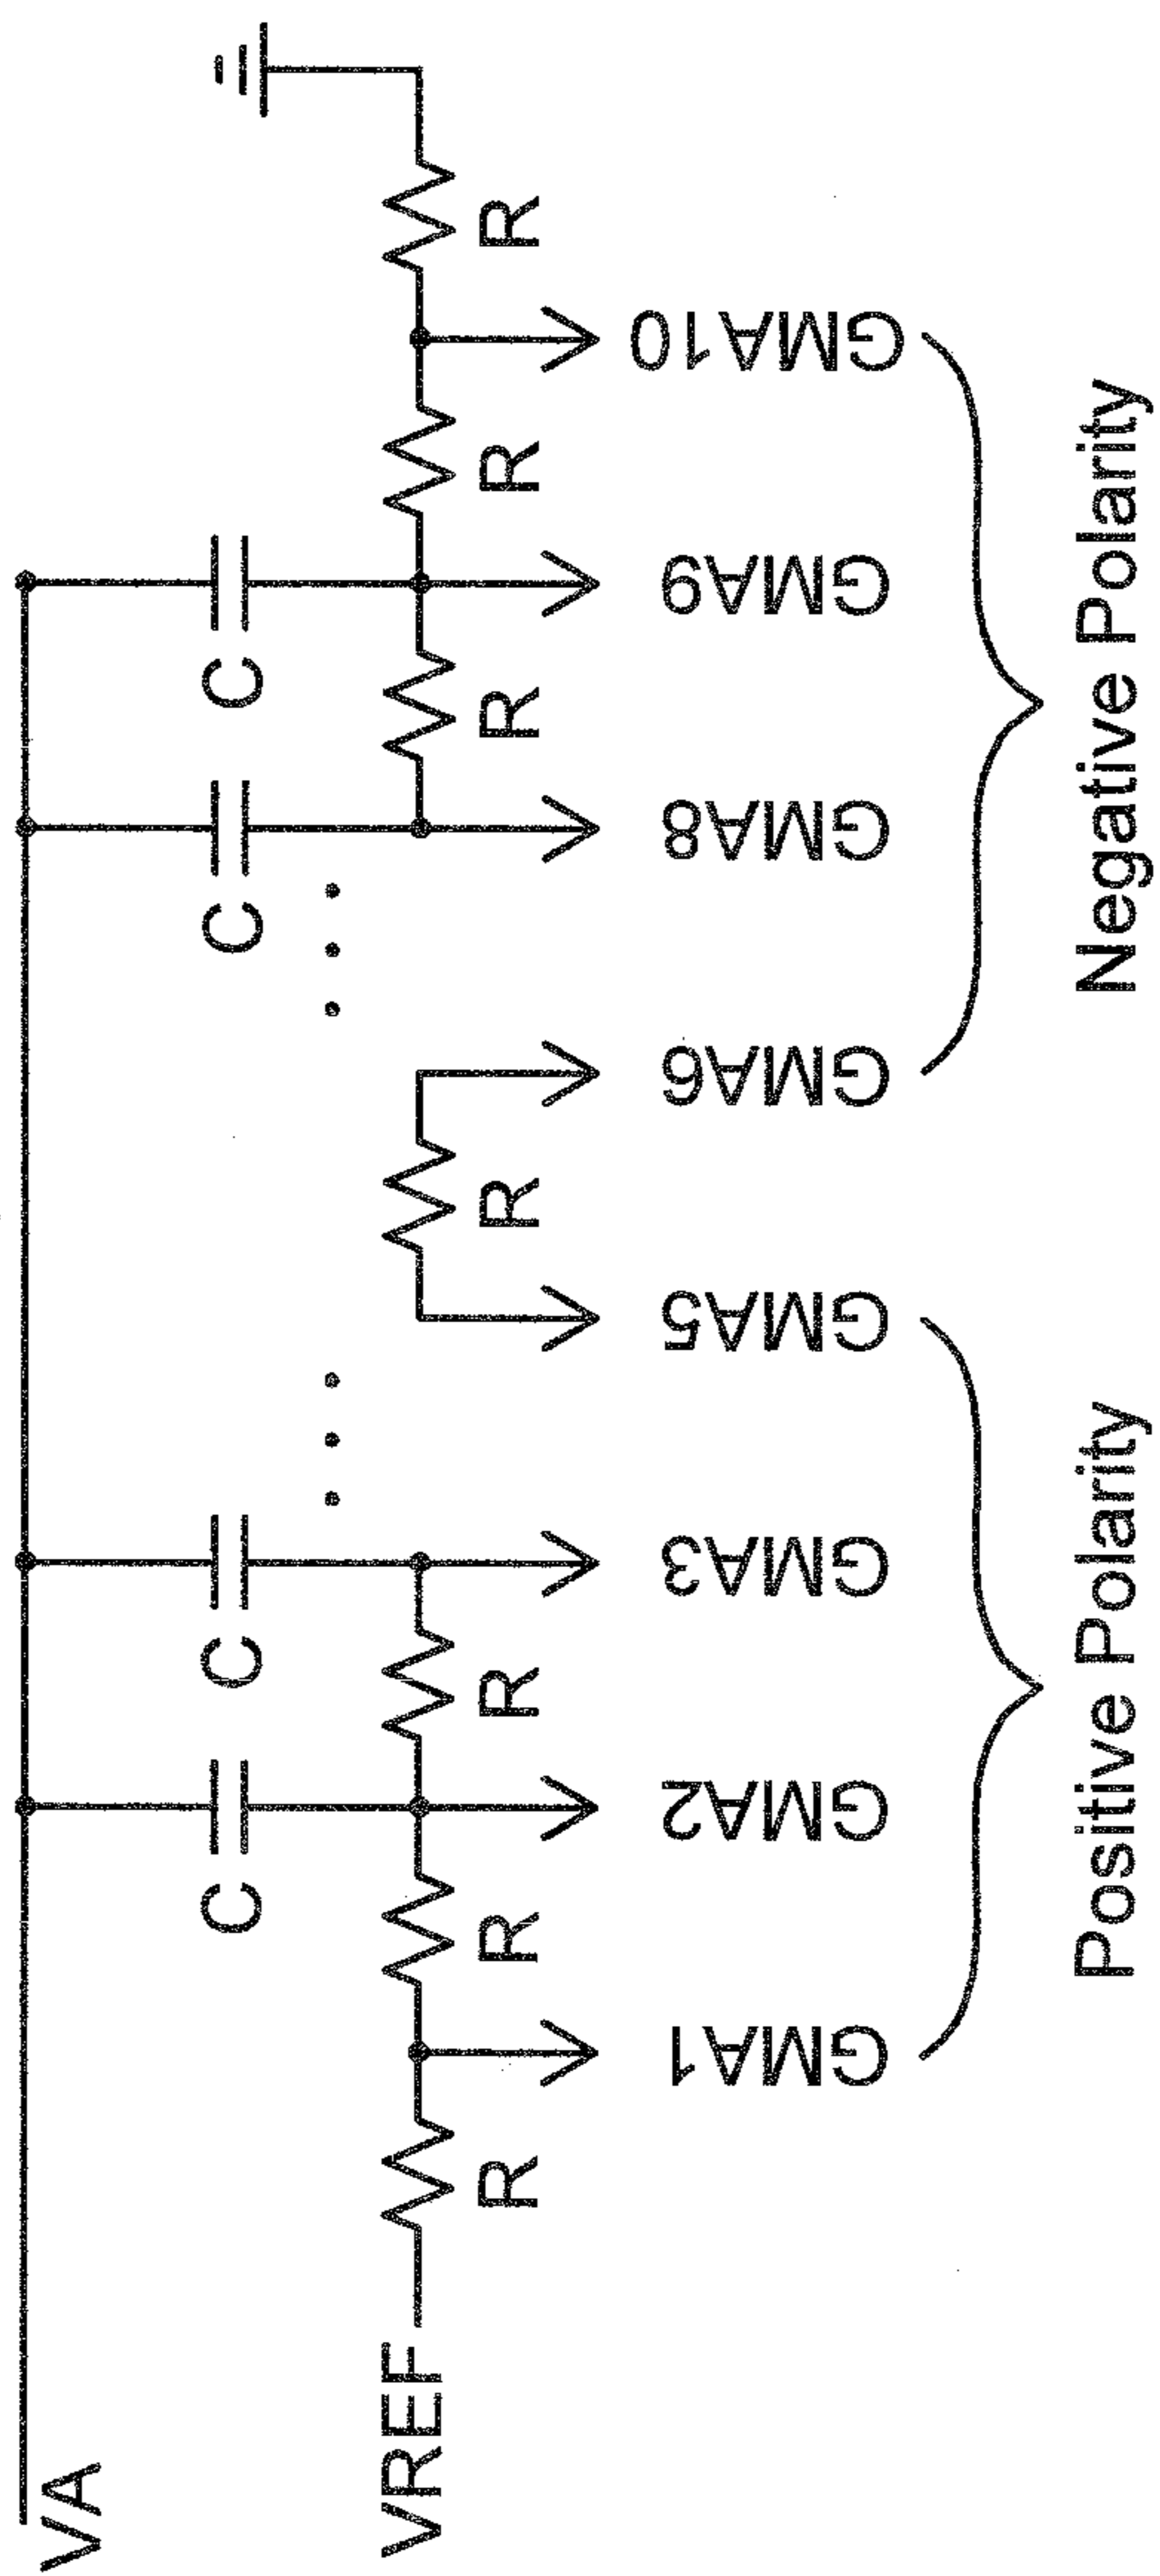 VA
C
C
C
C
VREF
R
R
R
R
R
R
R
GMA1
GMA2
GMA3
GMA5
GMA6
GMA8
GMA9
GMA10
Positive Polarity
Negative Polarity